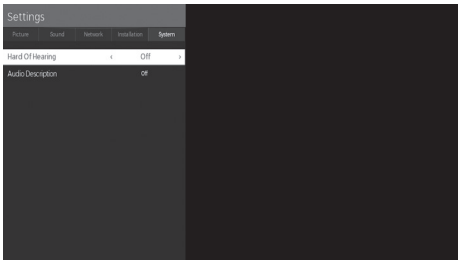 Settings
Picture Sound Network Installation System
Hard Of Hearing ‹ Off ›
Audio Description Off